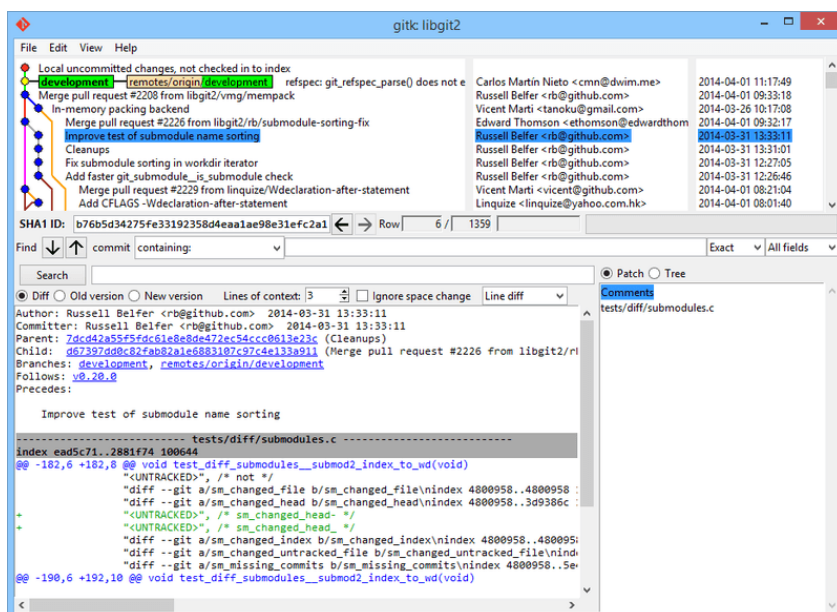 gitk: libgit2
File Edit View Help
Local uncommitted changes, not checked in to index
development remotes/origin/development refspec: git_refspec_parse() does not e Carlos Martín Nieto <cmn@dwim.me> 2014-04-01 11:17:49
Merge pull request #2208 from libgit2/vmg/mempack Russell Belfer <rb@github.com> 2014-04-01 09:33:18
In-memory packing backend Vicent Marti <tanoku@gmail.com> 2014-03-26 10:17:08
Merge pull request #2226 from libgit2/rb/submodule-sorting-fix Edward Thomson <ethomson@edwardthom 2014-04-01 09:32:17
Improve test of submodule name sorting Russell Belfer <rb@github.com> 2014-03-31 13:33:11
Cleanups Russell Belfer <rb@github.com> 2014-03-31 13:31:01
Fix submodule sorting in workdir iterator Russell Belfer <rb@github.com> 2014-03-31 12:27:05
Add faster git_submodule__is_submodule check Russell Belfer <rb@github.com> 2014-03-31 12:26:46
Merge pull request #2229 from linquize/Wdeclaration-after-statement Vicent Marti <vicent@github.com> 2014-04-01 08:21:04
Add CFLAGS -Wdeclaration-after-statement Linquize <linquize@yahoo.com.hk> 2014-04-01 08:01:40
SHA1 ID: b76b5d34275fe33192358d4eaa1ae98e31efc2a1 Row 6 / 1359
Find commit containing: Exact All fields
Search
Patch Tree
Diff Old version New version Lines of context: 3 Ignore space change Line diff
Comments
tests/diff/submodules.c
Author: Russell Belfer <rb@github.com> 2014-03-31 13:33:11
Committer: Russell Belfer <rb@github.com> 2014-03-31 13:33:11
Parent: 7dcd42a55f5fdc61e8e8de472ec54ccc0613e23c (Cleanups)
Child: d67397dd0c82fab82a1e6883107c97c4e133a911 (Merge pull request #2226 from libgit2/rl
Branches: development, remotes/origin/development
Follows: v0.20.0
Precedes:
Improve test of submodule name sorting
---------------------- tests/diff/submodules.c ----------------------
index ead5c71..2881f74 100644
@@ -182,6 +182,8 @@ void test_diff_submodules__submod2_index_to_wd(void)
"<UNTRACKED>", /* not */
"diff --git a/sm_changed_file b/sm_changed_file\nindex 4800958..4800958
"diff --git a/sm_changed_head b/sm_changed_head\nindex 4800958..3d9386c
+ "<UNTRACKED>", /* sm_changed_head- */
+ "<UNTRACKED>", /* sm_changed_head_ */
"diff --git a/sm_changed_index b/sm_changed_index\nindex 4800958..480095
"diff --git a/sm_changed_untracked_file b/sm_changed_untracked_file\nind
"diff --git a/sm_missing_commits b/sm_missing_commits\nindex 4800958..5e
@@ -190,6 +192,10 @@ void test_diff_submodules__submod2_index_to_wd(void)